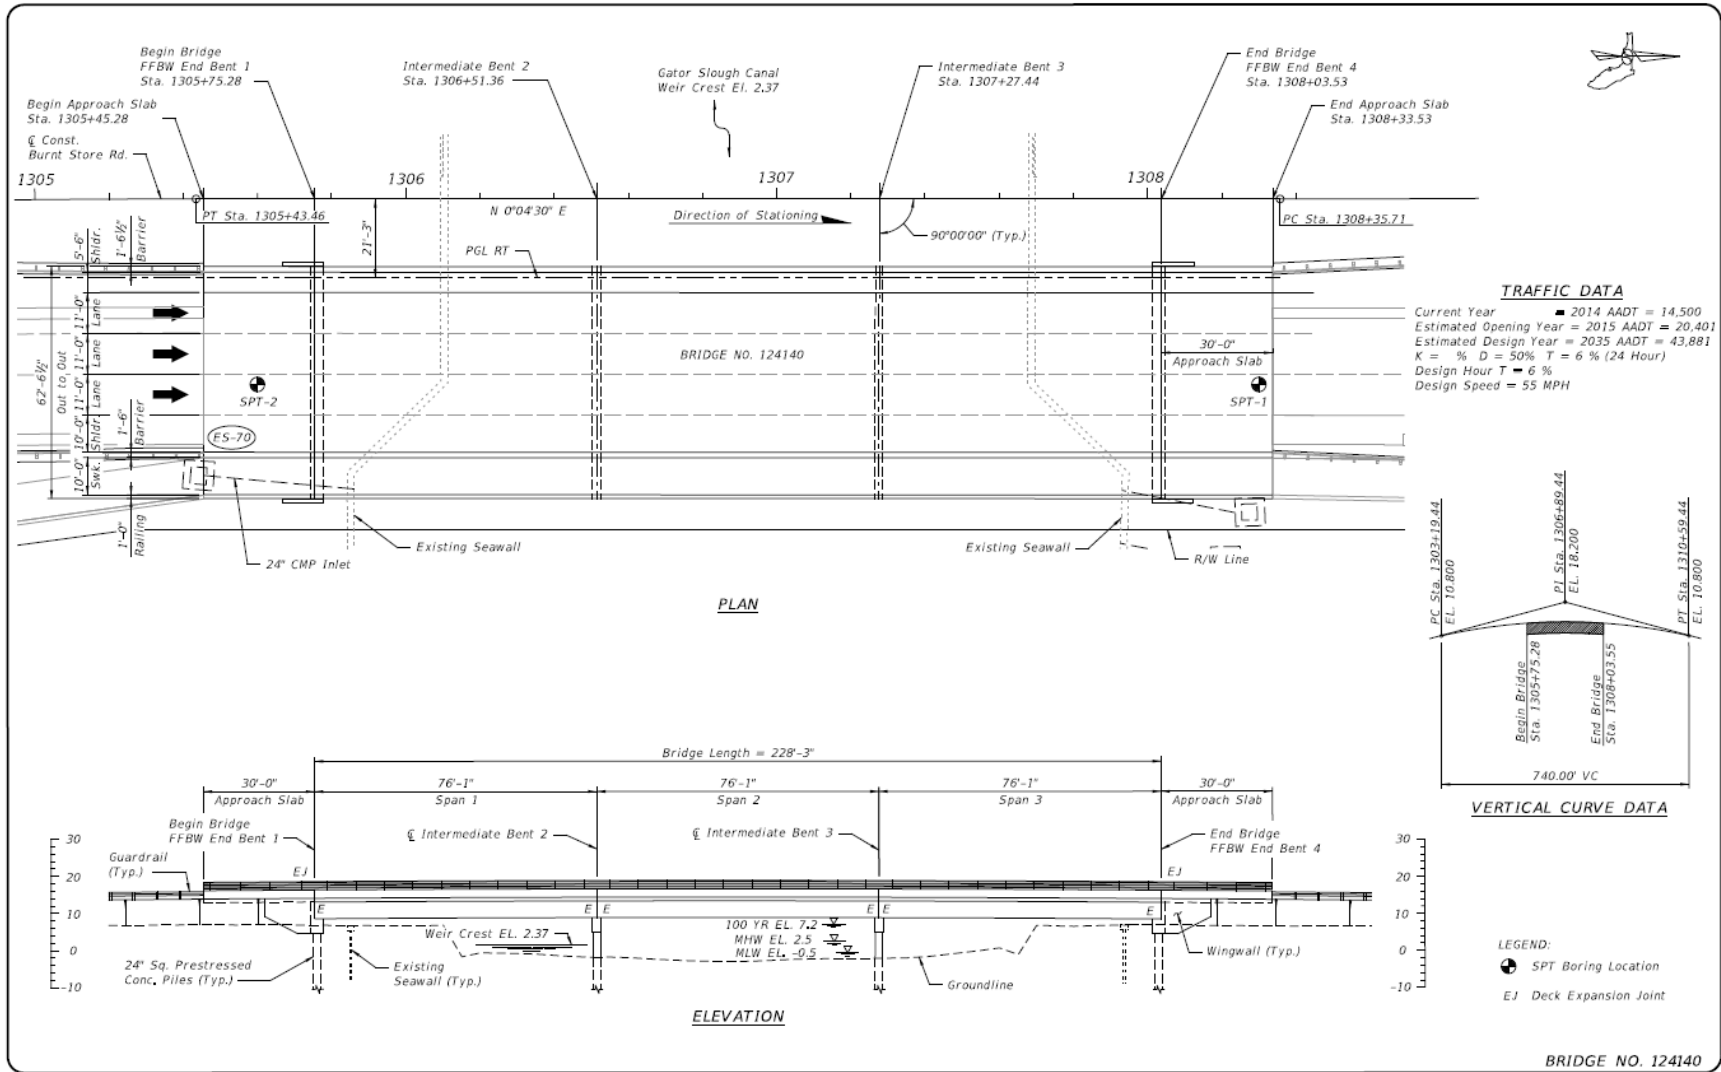 Begin Bridge
FFBW End Bent 1
Sta. 1305+75.28
Begin Approach Slab
Sta. 1305+45.28
℄ Const.
Burnt Store Rd.
Intermediate Bent 2
Sta. 1306+51.36
Gator Slough Canal
Weir Crest El. 2.37
Intermediate Bent 3
Sta. 1307+27.44
End Bridge
FFBW End Bent 4
Sta. 1308+03.53
End Approach Slab
Sta. 1308+33.53
1305
1306
1307
1308
PT Sta. 1305+43.46
N 0°04'30" E
Direction of Stationing
90°00'00" (Typ.)
PC Sta. 1308+35.71
21'-3"
PGL RT
5'-6"
Shldr.
1'-6½"
Barrier
11'-0"
Lane
11'-0"
Lane
11'-0"
Lane
10'-0"
Shldr.
1'-6"
Barrier
10'-0"
Swk.
1'-0"
Railing
62'-6½"
Out to Out
SPT-2
ES-70
BRIDGE NO. 124140
30'-0"
Approach Slab
SPT-1
Existing Seawall
24" CMP Inlet
Existing Seawall
R/W Line
PLAN
TRAFFIC DATA
Current Year = 2014 AADT = 14,500
Estimated Opening Year = 2015 AADT = 20,401
Estimated Design Year = 2035 AADT = 43,881
K = % D = 50% T = 6 % (24 Hour)
Design Hour T = 6 %
Design Speed = 55 MPH
PC Sta. 1303+19.44
EL. 10.800
PI Sta. 1306+89.44
EL. 18.200
PT Sta. 1310+59.44
EL. 10.800
Begin Bridge
Sta. 1305+75.28
End Bridge
Sta. 1308+03.55
740.00' VC
VERTICAL CURVE DATA
Bridge Length = 228'-3"
30'-0"
Approach Slab
76'-1"
Span 1
76'-1"
Span 2
76'-1"
Span 3
30'-0"
Approach Slab
Begin Bridge
FFBW End Bent 1
℄ Intermediate Bent 2
℄ Intermediate Bent 3
End Bridge
FFBW End Bent 4
30
20
10
0
-10
Guardrail
(Typ.)
EJ
EJ
E
E E
E E
E
Weir Crest EL. 2.37
100 YR EL. 7.2
MHW EL. 2.5
MLW EL. -0.5
24" Sq. Prestressed
Conc. Piles (Typ.)
Existing
Seawall (Typ.)
Groundline
Wingwall (Typ.)
30
20
10
0
-10
ELEVATION
LEGEND:
SPT Boring Location
EJ Deck Expansion Joint
BRIDGE NO. 124140